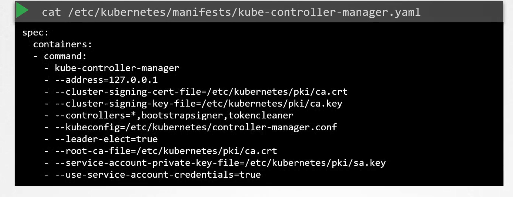 cat /etc/kubernetes/manifests/kube-controller-manager.yaml
spec:
  containers:
  - command:
    - kube-controller-manager
    - --address=127.0.0.1
    - --cluster-signing-cert-file=/etc/kubernetes/pki/ca.crt
    - --cluster-signing-key-file=/etc/kubernetes/pki/ca.key
    - --controllers=*,bootstrapsigner,tokencleaner
    - --kubeconfig=/etc/kubernetes/controller-manager.conf
    - --leader-elect=true
    - --root-ca-file=/etc/kubernetes/pki/ca.crt
    - --service-account-private-key-file=/etc/kubernetes/pki/sa.key
    - --use-service-account-credentials=true